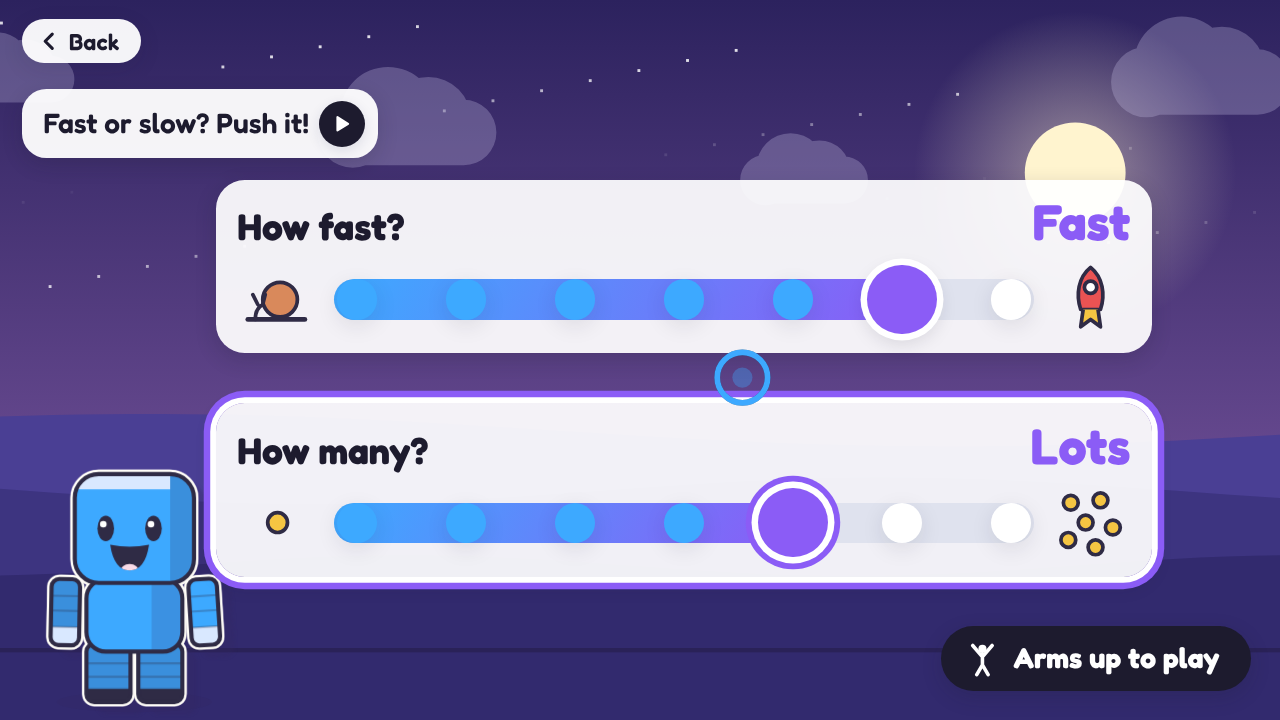 Back
Fast or slow? Push it!
How fast?
Fast
How many?
Lots
Arms up to play